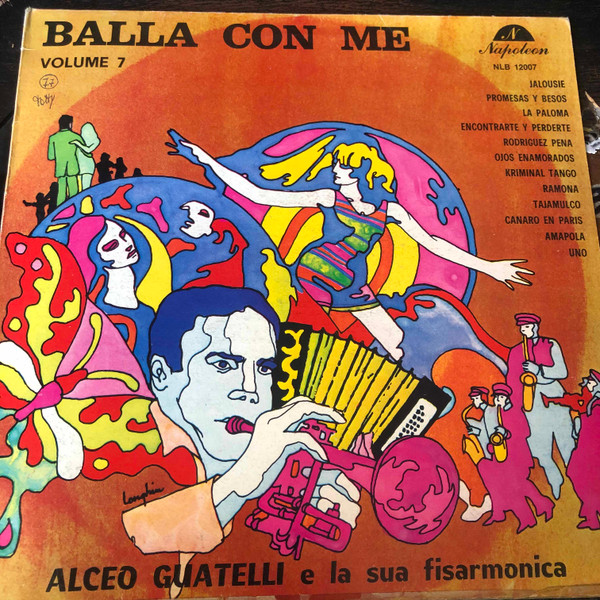 BALLA CON ME
VOLUME 7
77
N
Napoleon
NLB 12007
JALOUSIE
PROMESAS Y BESOS
LA PALOMA
ENCONTRARTE Y PERDERTE
RODRIGUEZ PENA
OJOS ENAMORADOS
KRIMINAL TANGO
RAMONA
TAJAMULCO
CANARO EN PARIS
AMAPOLA
UNO
ALCEO GUATELLI e la sua fisarmonica